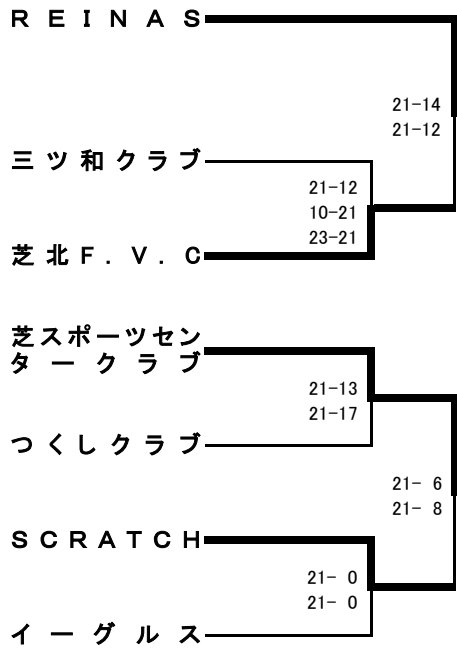 REINAS
21-14
21-12
三ツ和クラブ
21-12
10-21
23-21
芝北F.V.C
芝スポーツセン
タークラブ
21-13
21-17
つくしクラブ
21- 6
21- 8
SCRATCH
21- 0
21- 0
イーグルス